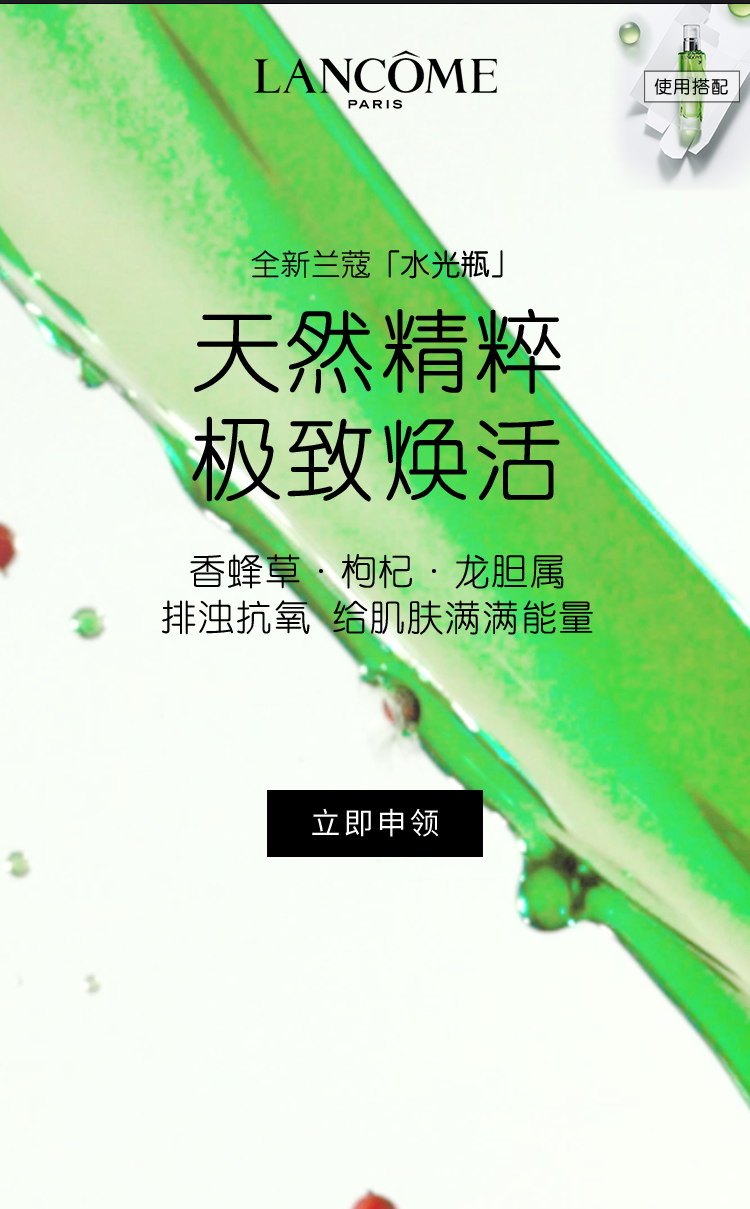 LANCÔME
PARIS
使用搭配
全新兰蔻「水光瓶」
天然精粹
极致焕活
香蜂草 · 枸杞 · 龙胆属
排浊抗氧 给肌肤满满能量
立即申领